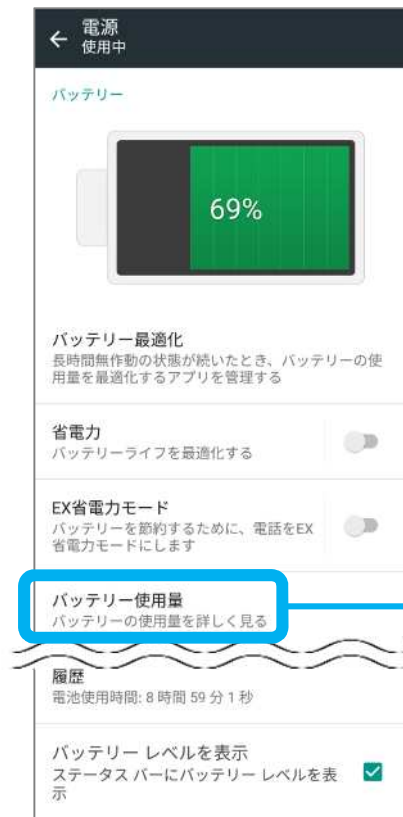 電源
使用中
バッテリー
69%
バッテリー最適化
長時間無作動の状態が続いたとき、バッテリーの使
用量を最適化するアプリを管理する
省電力
バッテリーライフを最適化する
EX省電力モード
バッテリーを節約するために、電話をEX
省電力モードにします
バッテリー使用量
バッテリーの使用量を詳しく見る
履歴
電池使用時間: 8 時間 59 分 1 秒
バッテリー レベルを表示
ステータス バーにバッテリー レベルを表
示